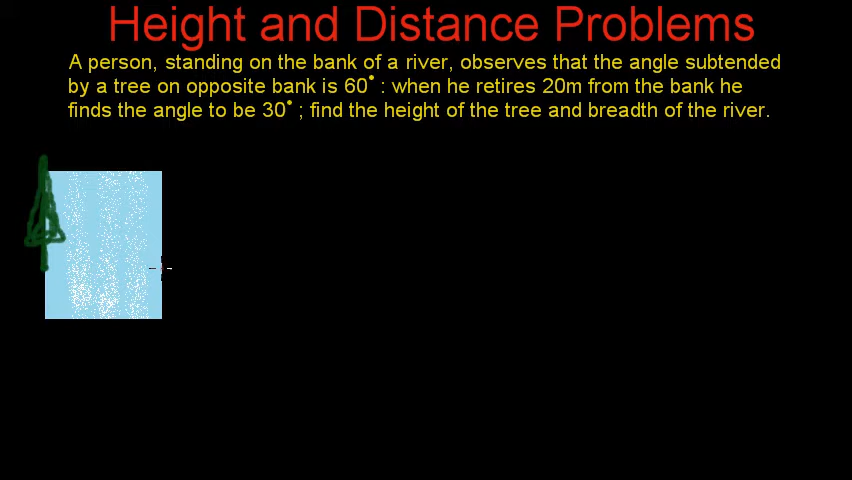 Height and Distance Problems
A person, standing on the bank of a river, observes that the angle subtended
by a tree on opposite bank is 60° : when he retires 20m from the bank he
finds the angle to be 30° ; find the height of the tree and breadth of the river.